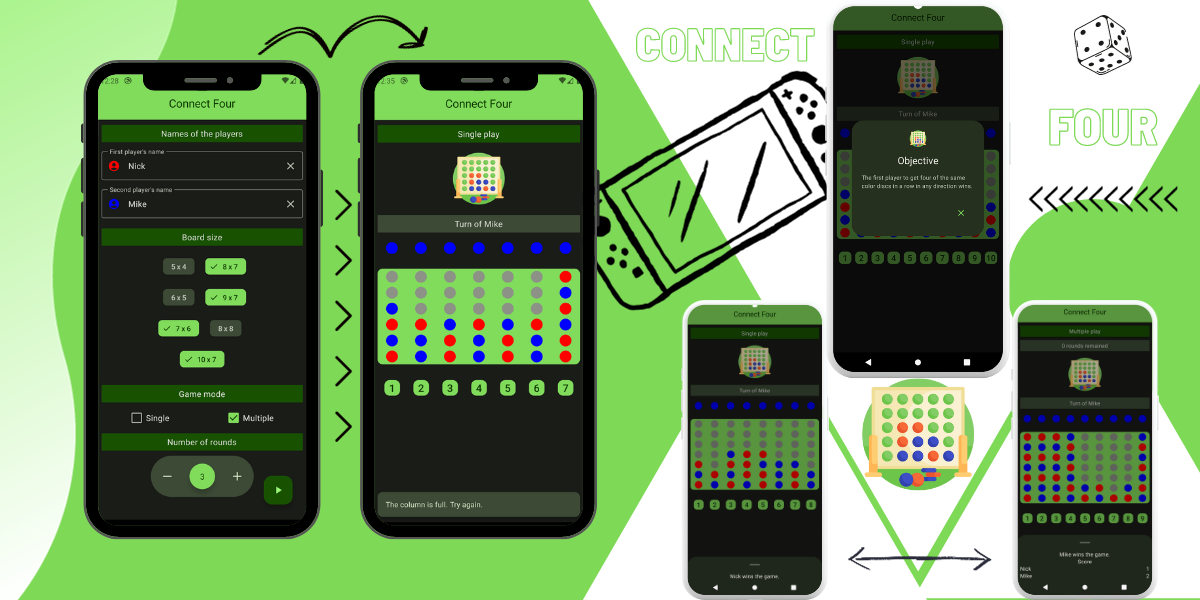 2:28
Connect Four
Names of the players
First player's name
Nick
Second player's name
Mike
Board size
5 x 4
8 x 7
6 x 5
9 x 7
7 x 6
8 x 8
10 x 7
Game mode
Single
Multiple
Number of rounds
3
2:35
Connect Four
Single play
Turn of Mike
1 2 3 4 5 6 7
The column is full. Try again.
CONNECT
FOUR
Connect Four
Single play
Turn of Mike
Objective
The first player to get four of the same
color discs in a row in any direction wins.
1 2 3 4 5 6 7 8 9 10
Connect Four
Single play
Turn of Mike
1 2 3 4 5 6 7 8
Nick wins the game.
Connect Four
Multiple play
0 rounds remained
Turn of Mike
1 2 3 4 5 6 7 8 9
Mike wins the game.
Score
Nick 1
Mike 2